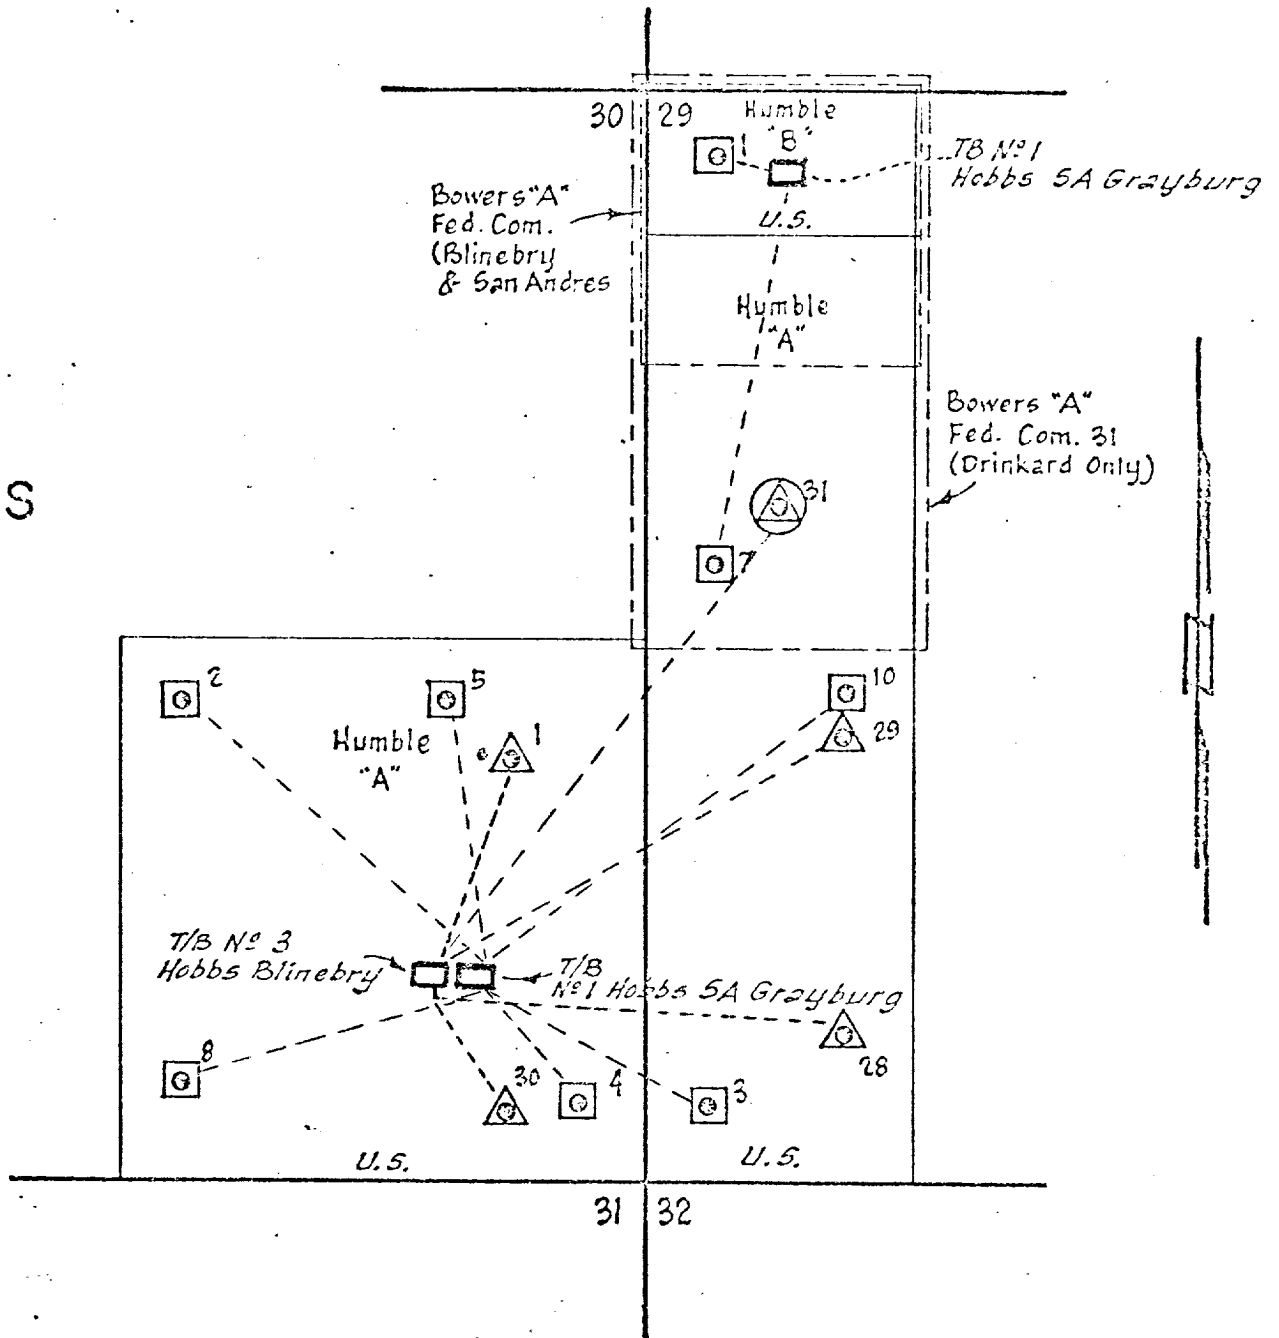 30 29
Humble
"B"
1
TB Nº 1
Hobbs SA Grayburg
U.S.
Bowers "A"
Fed. Com.
(Blinebry
& San Andres
Humble
"A"
Bowers "A"
Fed. Com. 31
(Drinkard Only)
S
31
7
2
5
1
10
29
Humble
"A"
T/B Nº 3
Hobbs Blinebry
T/B
Nº 1 Hobbs SA Grayburg
8
30
4
3
28
U.S.
U.S.
31 32